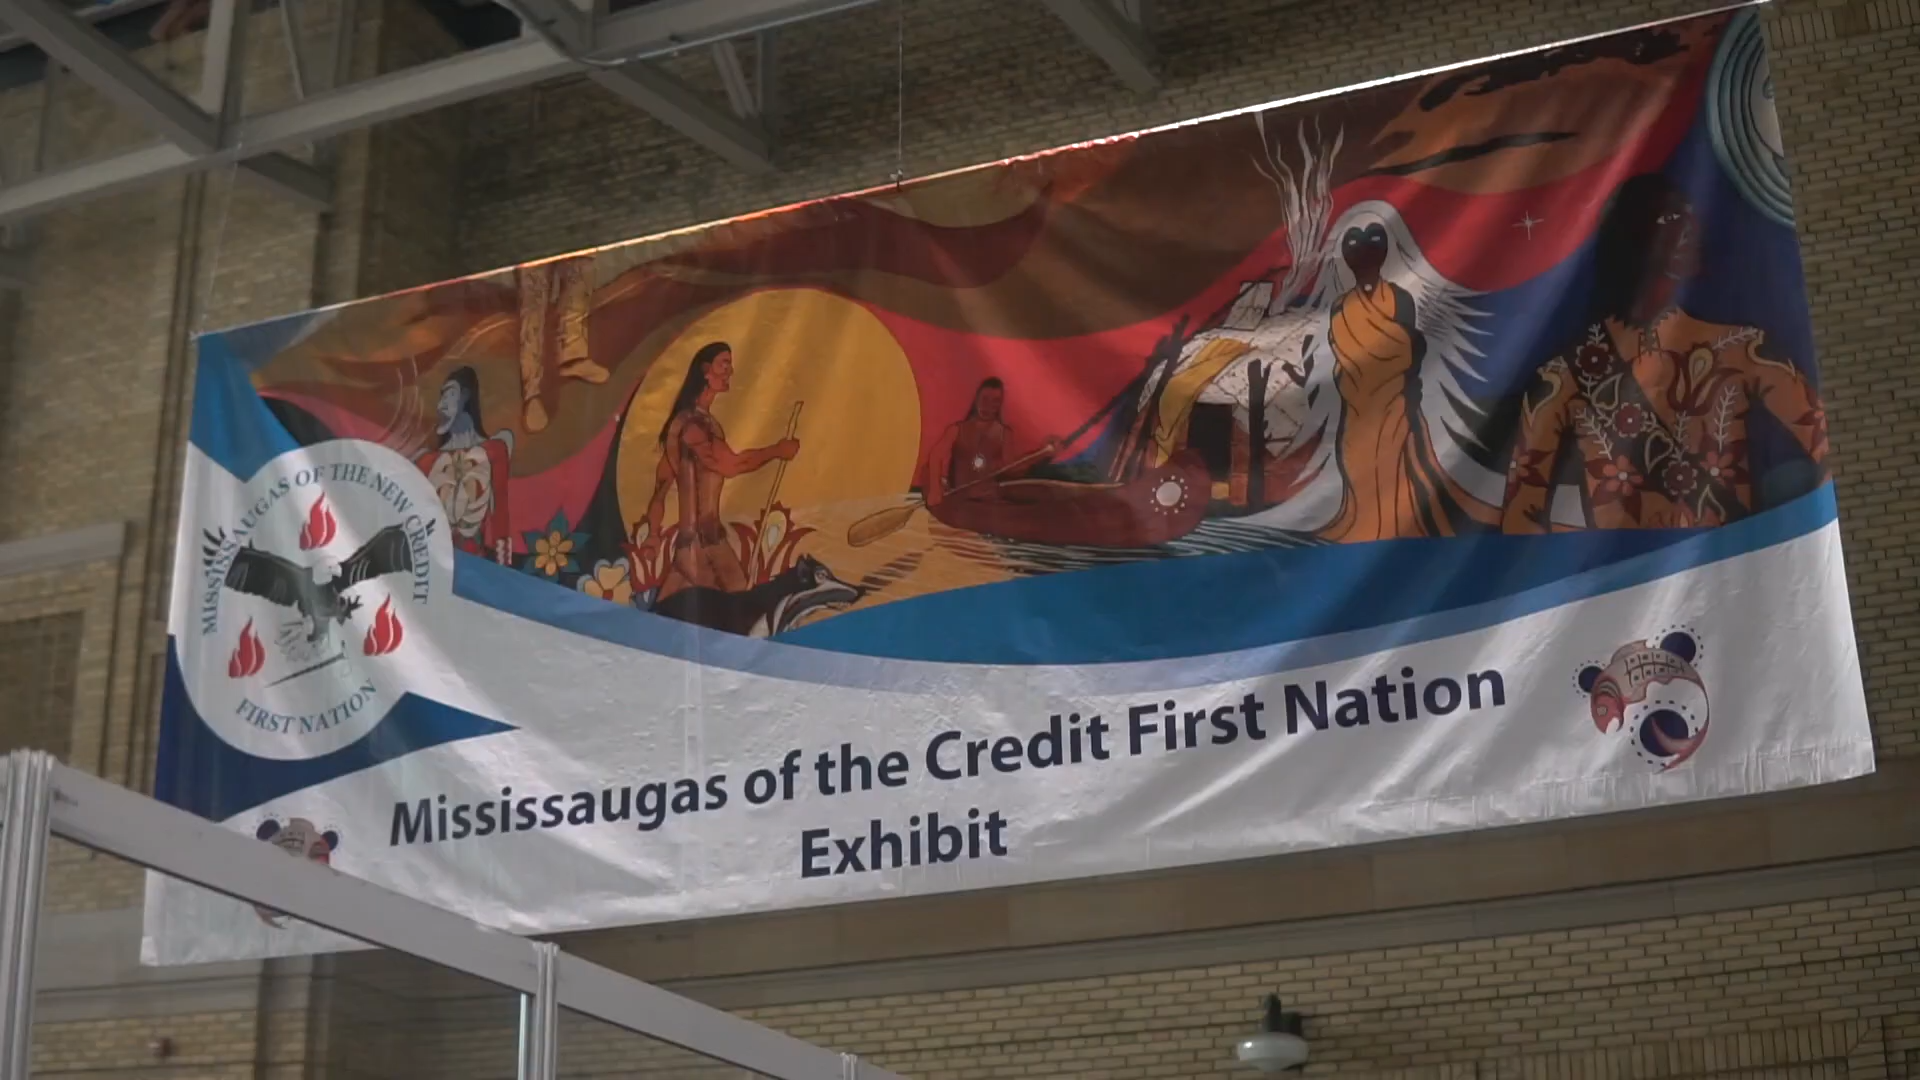 MISSISSAUGAS OF THE NEW CREDIT
FIRST NATION
Mississaugas of the Credit First Nation
Exhibit